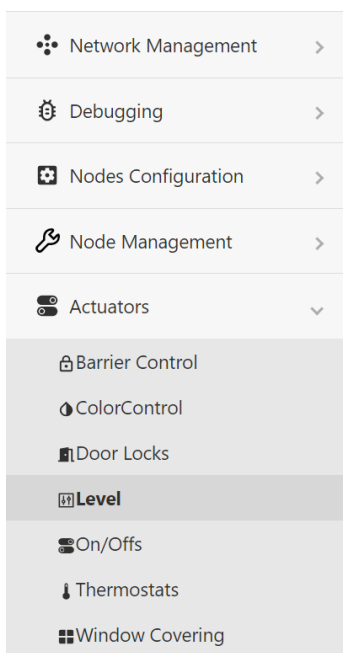 Network Management
Debugging
Nodes Configuration
Node Management
Actuators
Barrier Control
ColorControl
Door Locks
Level
On/Offs
Thermostats
Window Covering